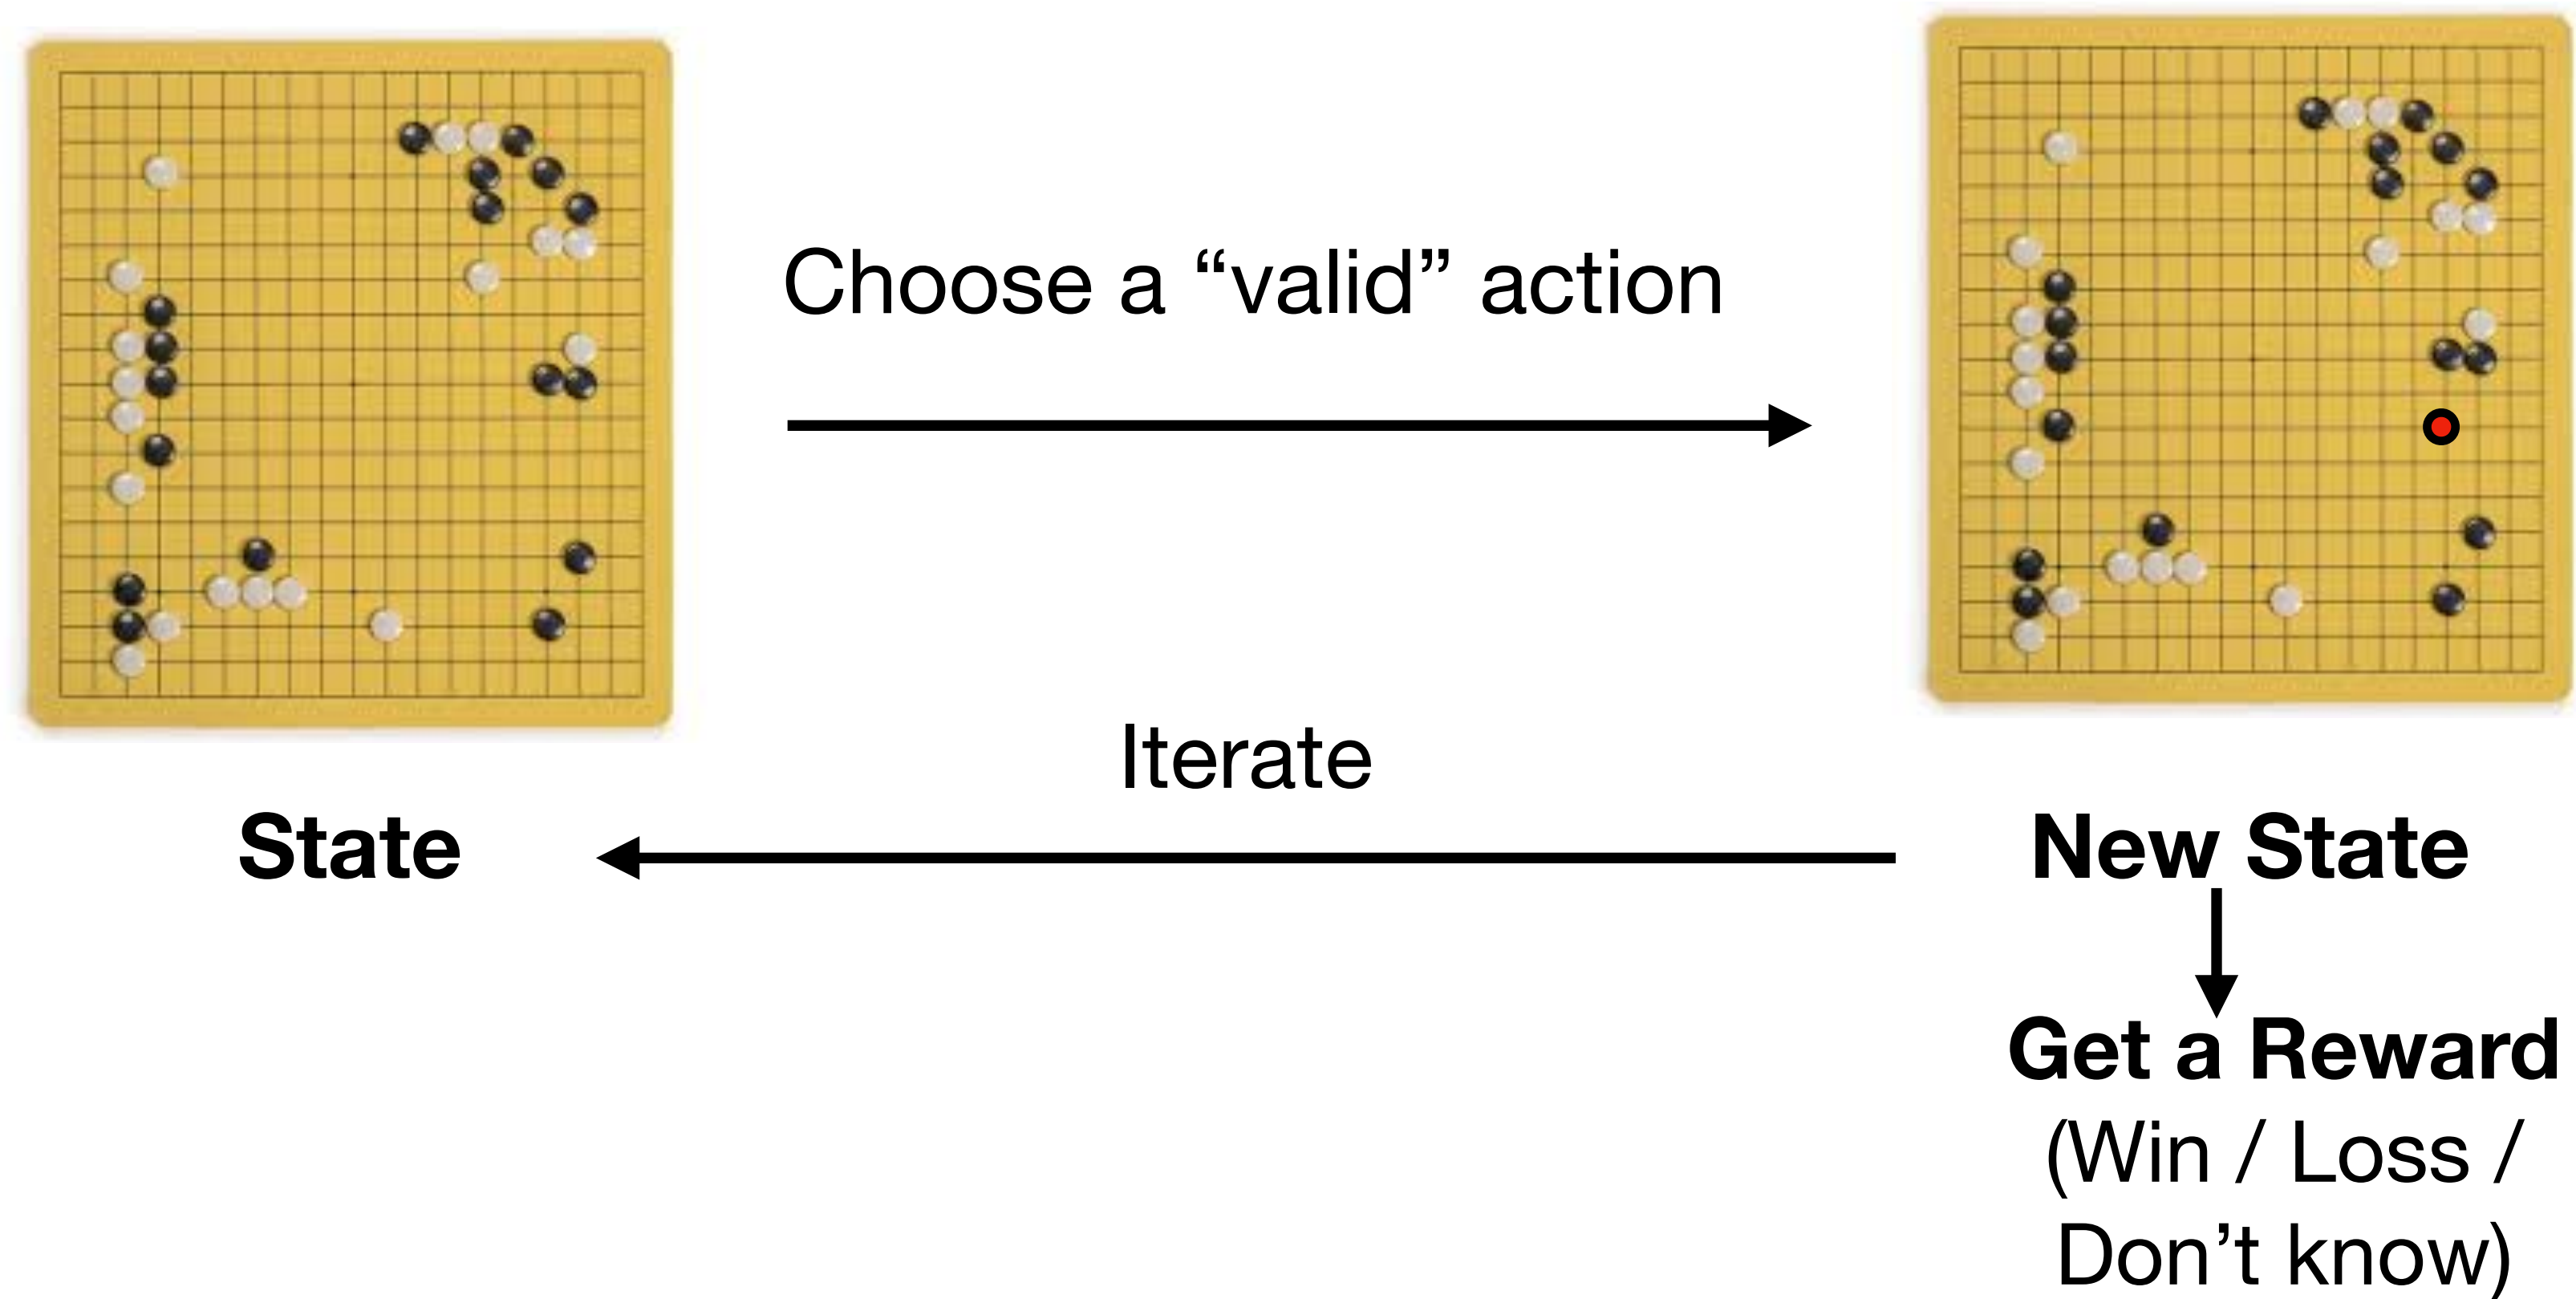 Choose a “valid” action
Iterate
State
New State
Get a Reward
(Win / Loss /
Don’t know)